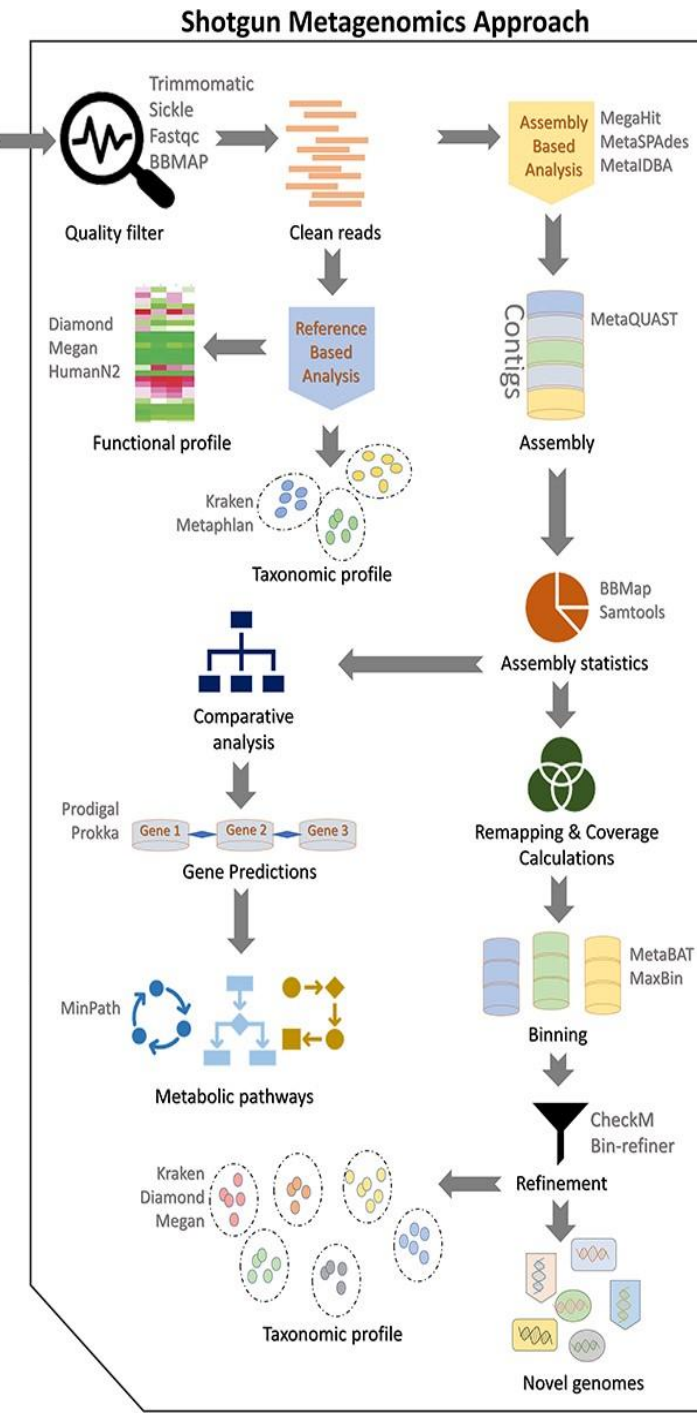 Shotgun Metagenomics Approach
Trimmomatic
Sickle
Fastqc
BBMAP
Quality filter
Clean reads
Assembly
Based
Analysis
MegaHit
MetaSPAdes
MetaIDBA
Diamond
Megan
HumanN2
Functional profile
Reference
Based
Analysis
Contigs
MetaQUAST
Assembly
Kraken
Metaphlan
Taxonomic profile
BBMap
Samtools
Assembly statistics
Comparative
analysis
Prodigal
Prokka
Gene 1
Gene 2
Gene 3
Gene Predictions
Remapping & Coverage
Calculations
MetaBAT
MaxBin
Binning
MinPath
Metabolic pathways
CheckM
Bin-refiner
Refinement
Kraken
Diamond
Megan
Taxonomic profile
Novel genomes